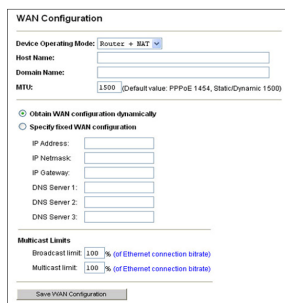 WAN Configuration
Device Operating Mode: Router + NAT
Host Name:
Domain Name:
MTU: 1500 (Default value: PPPoE 1454, Static/Dynamic 1500)
Obtain WAN configuration dynamically
Specify fixed WAN configuration
IP Address:
IP Netmask:
IP Gateway:
DNS Server 1:
DNS Server 2:
DNS Server 3:
Multicast Limits
Broadcast limit: 100 % (of Ethernet connection bitrate)
Multicast limit: 100 % (of Ethernet connection bitrate)
Save WAN Configuration